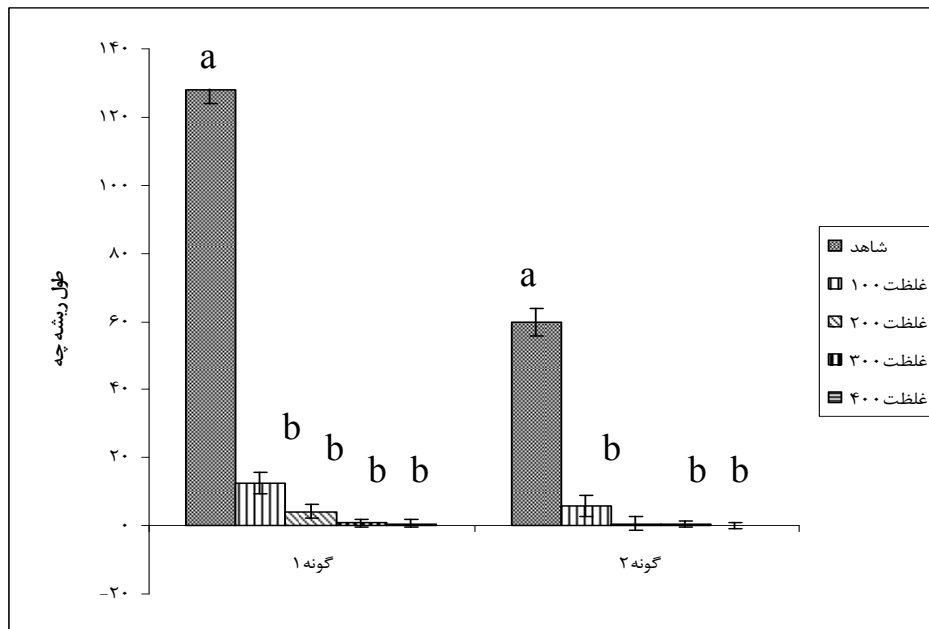 طول ریشه چه
۱۴۰
۱۲۰
۱۰۰
۸۰
۶۰
۴۰
۲۰
۰
-۲۰
a
b
b
b
b
a
b
b
b
گونه ۱
گونه ۲
شاهد
غلظت ۱۰۰
غلظت ۲۰۰
غلظت ۳۰۰
غلظت ۴۰۰